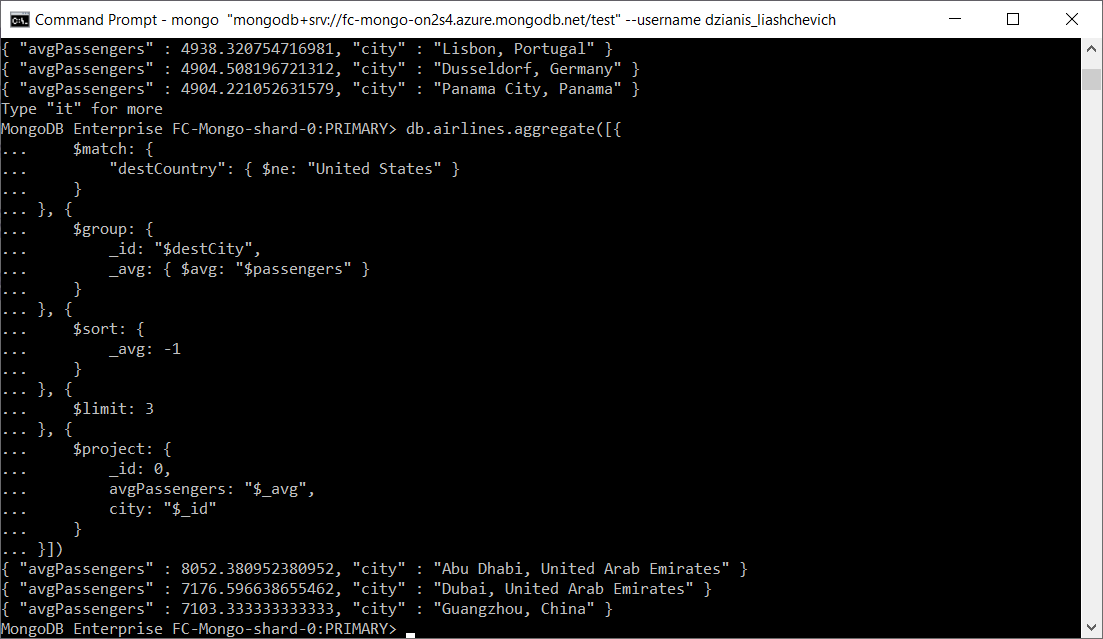 Command Prompt - mongo  "mongodb+srv://fc-mongo-on2s4.azure.mongodb.net/test" --username dzianis_liashchevich
{ "avgPassengers" : 4938.320754716981, "city" : "Lisbon, Portugal" }
{ "avgPassengers" : 4904.508196721312, "city" : "Dusseldorf, Germany" }
{ "avgPassengers" : 4904.221052631579, "city" : "Panama City, Panama" }
Type "it" for more
MongoDB Enterprise FC-Mongo-shard-0:PRIMARY> db.airlines.aggregate([{
...     $match: {
...         "destCountry": { $ne: "United States" }
...     }
... }, {
...     $group: {
...         _id: "$destCity",
...         _avg: { $avg: "$passengers" }
...     }
... }, {
...     $sort: {
...         _avg: -1
...     }
... }, {
...     $limit: 3
... }, {
...     $project: {
...         _id: 0,
...         avgPassengers: "$_avg",
...         city: "$_id"
...     }
... }])
{ "avgPassengers" : 8052.380952380952, "city" : "Abu Dhabi, United Arab Emirates" }
{ "avgPassengers" : 7176.596638655462, "city" : "Dubai, United Arab Emirates" }
{ "avgPassengers" : 7103.333333333333, "city" : "Guangzhou, China" }
MongoDB Enterprise FC-Mongo-shard-0:PRIMARY>